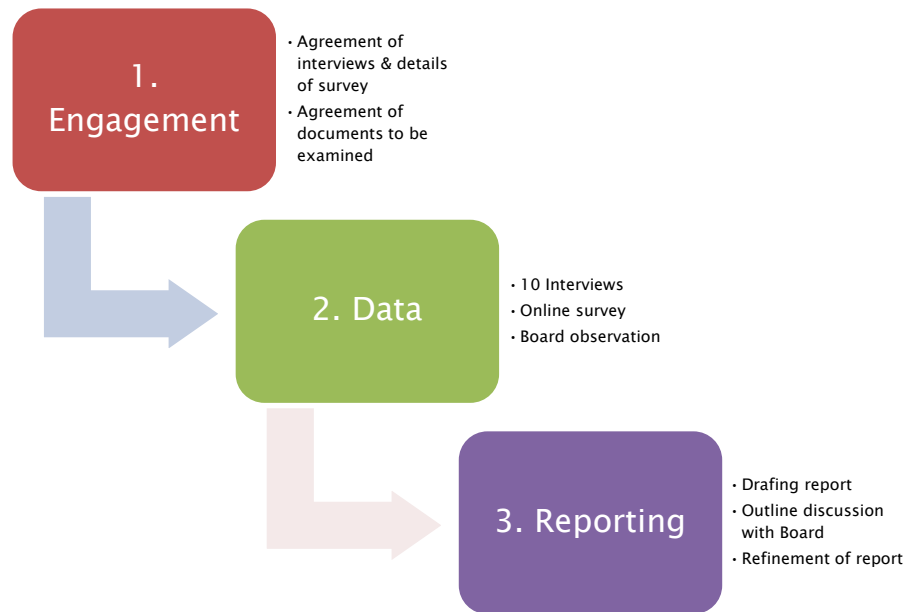 1.
Engagement
• Agreement of
interviews & details
of survey
• Agreement of
documents to be
examined
2. Data
• 10 Interviews
• Online survey
• Board observation
3. Reporting
• Drafing report
• Outline discussion
with Board
• Refinement of report